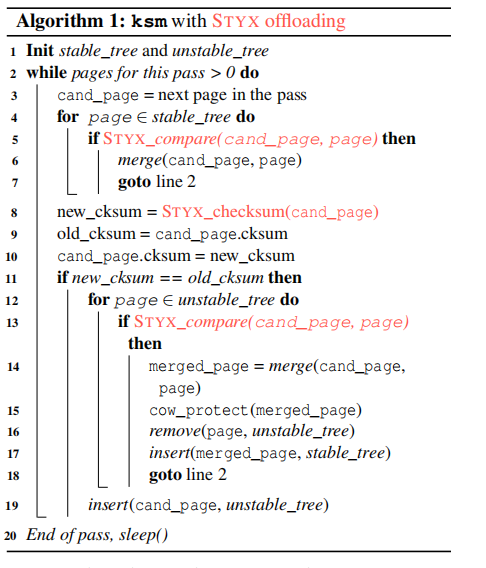 Algorithm 1: ksm with STYX offloading
1 Init stable_tree and unstable_tree
2 while pages for this pass > 0 do
3 cand_page = next page in the pass
4 for page ∈ stable_tree do
5 if STYX_compare(cand_page, page) then
6 merge(cand_page, page)
7 goto line 2
8 new_cksum = STYX_checksum(cand_page)
9 old_cksum = cand_page.cksum
10 cand_page.cksum = new_cksum
11 if new_cksum == old_cksum then
12 for page ∈ unstable_tree do
13 if STYX_compare(cand_page, page)
then
14 merged_page = merge(cand_page,
page)
15 cow_protect(merged_page)
16 remove(page, unstable_tree)
17 insert(merged_page, stable_tree)
18 goto line 2
19 insert(cand_page, unstable_tree)
20 End of pass, sleep()